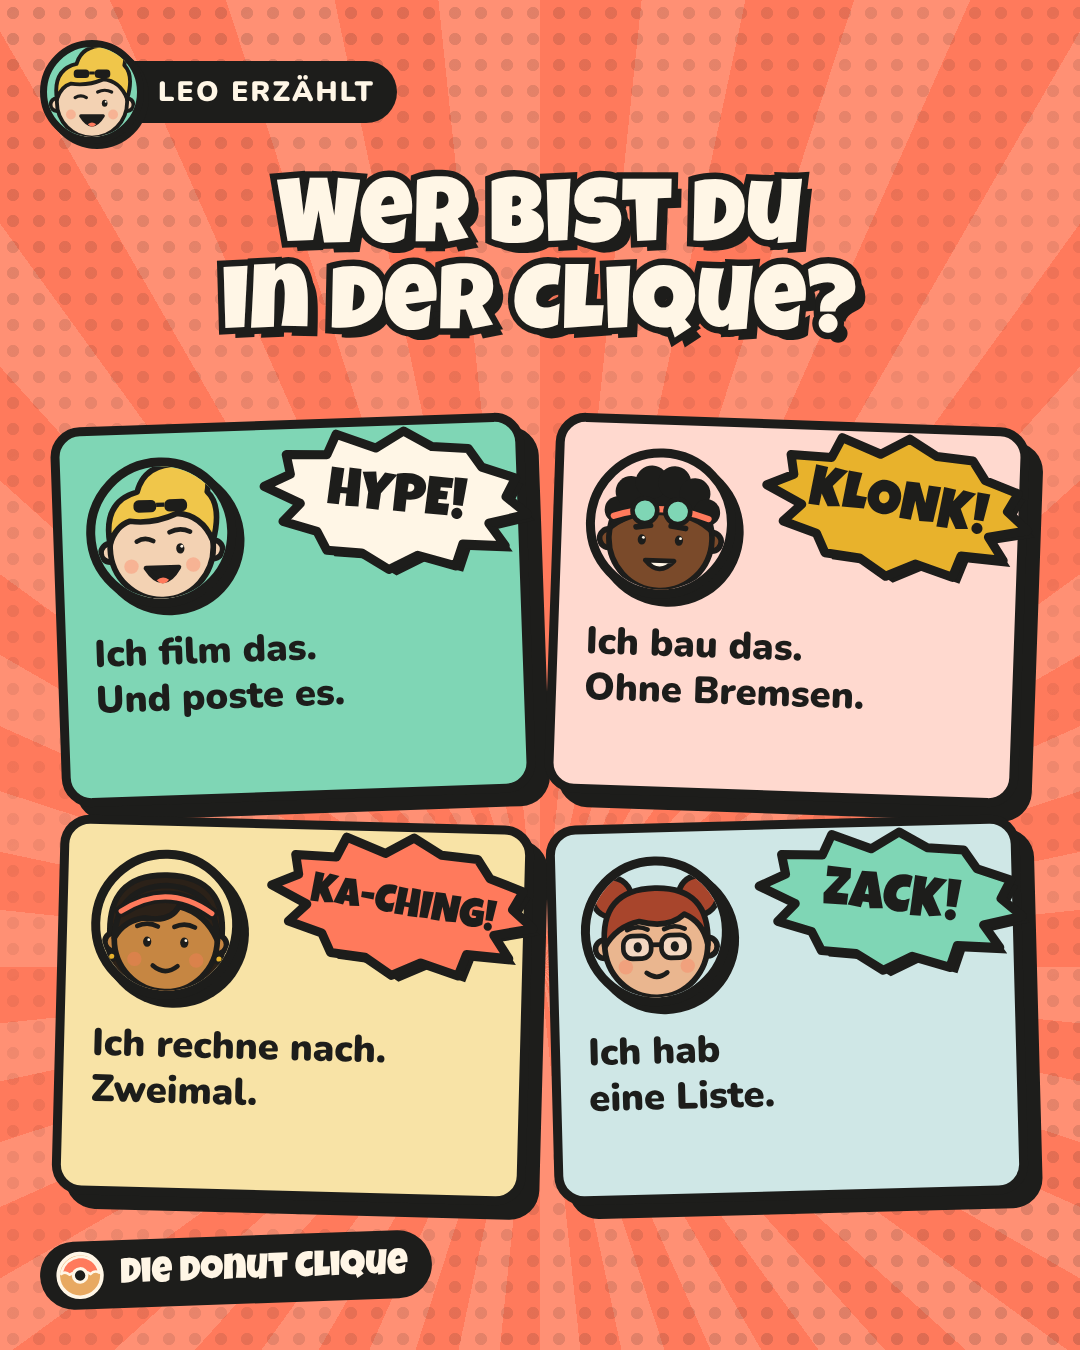 LEO ERZÄHLT
WER BIST DU
IN DER CLIQUE?
HYPE!
Ich film das.
Und poste es.
KLONK!
Ich bau das.
Ohne Bremsen.
KA-CHING!
Ich rechne nach.
Zweimal.
ZACK!
Ich hab
eine Liste.
DIE DONUT CLIQUE